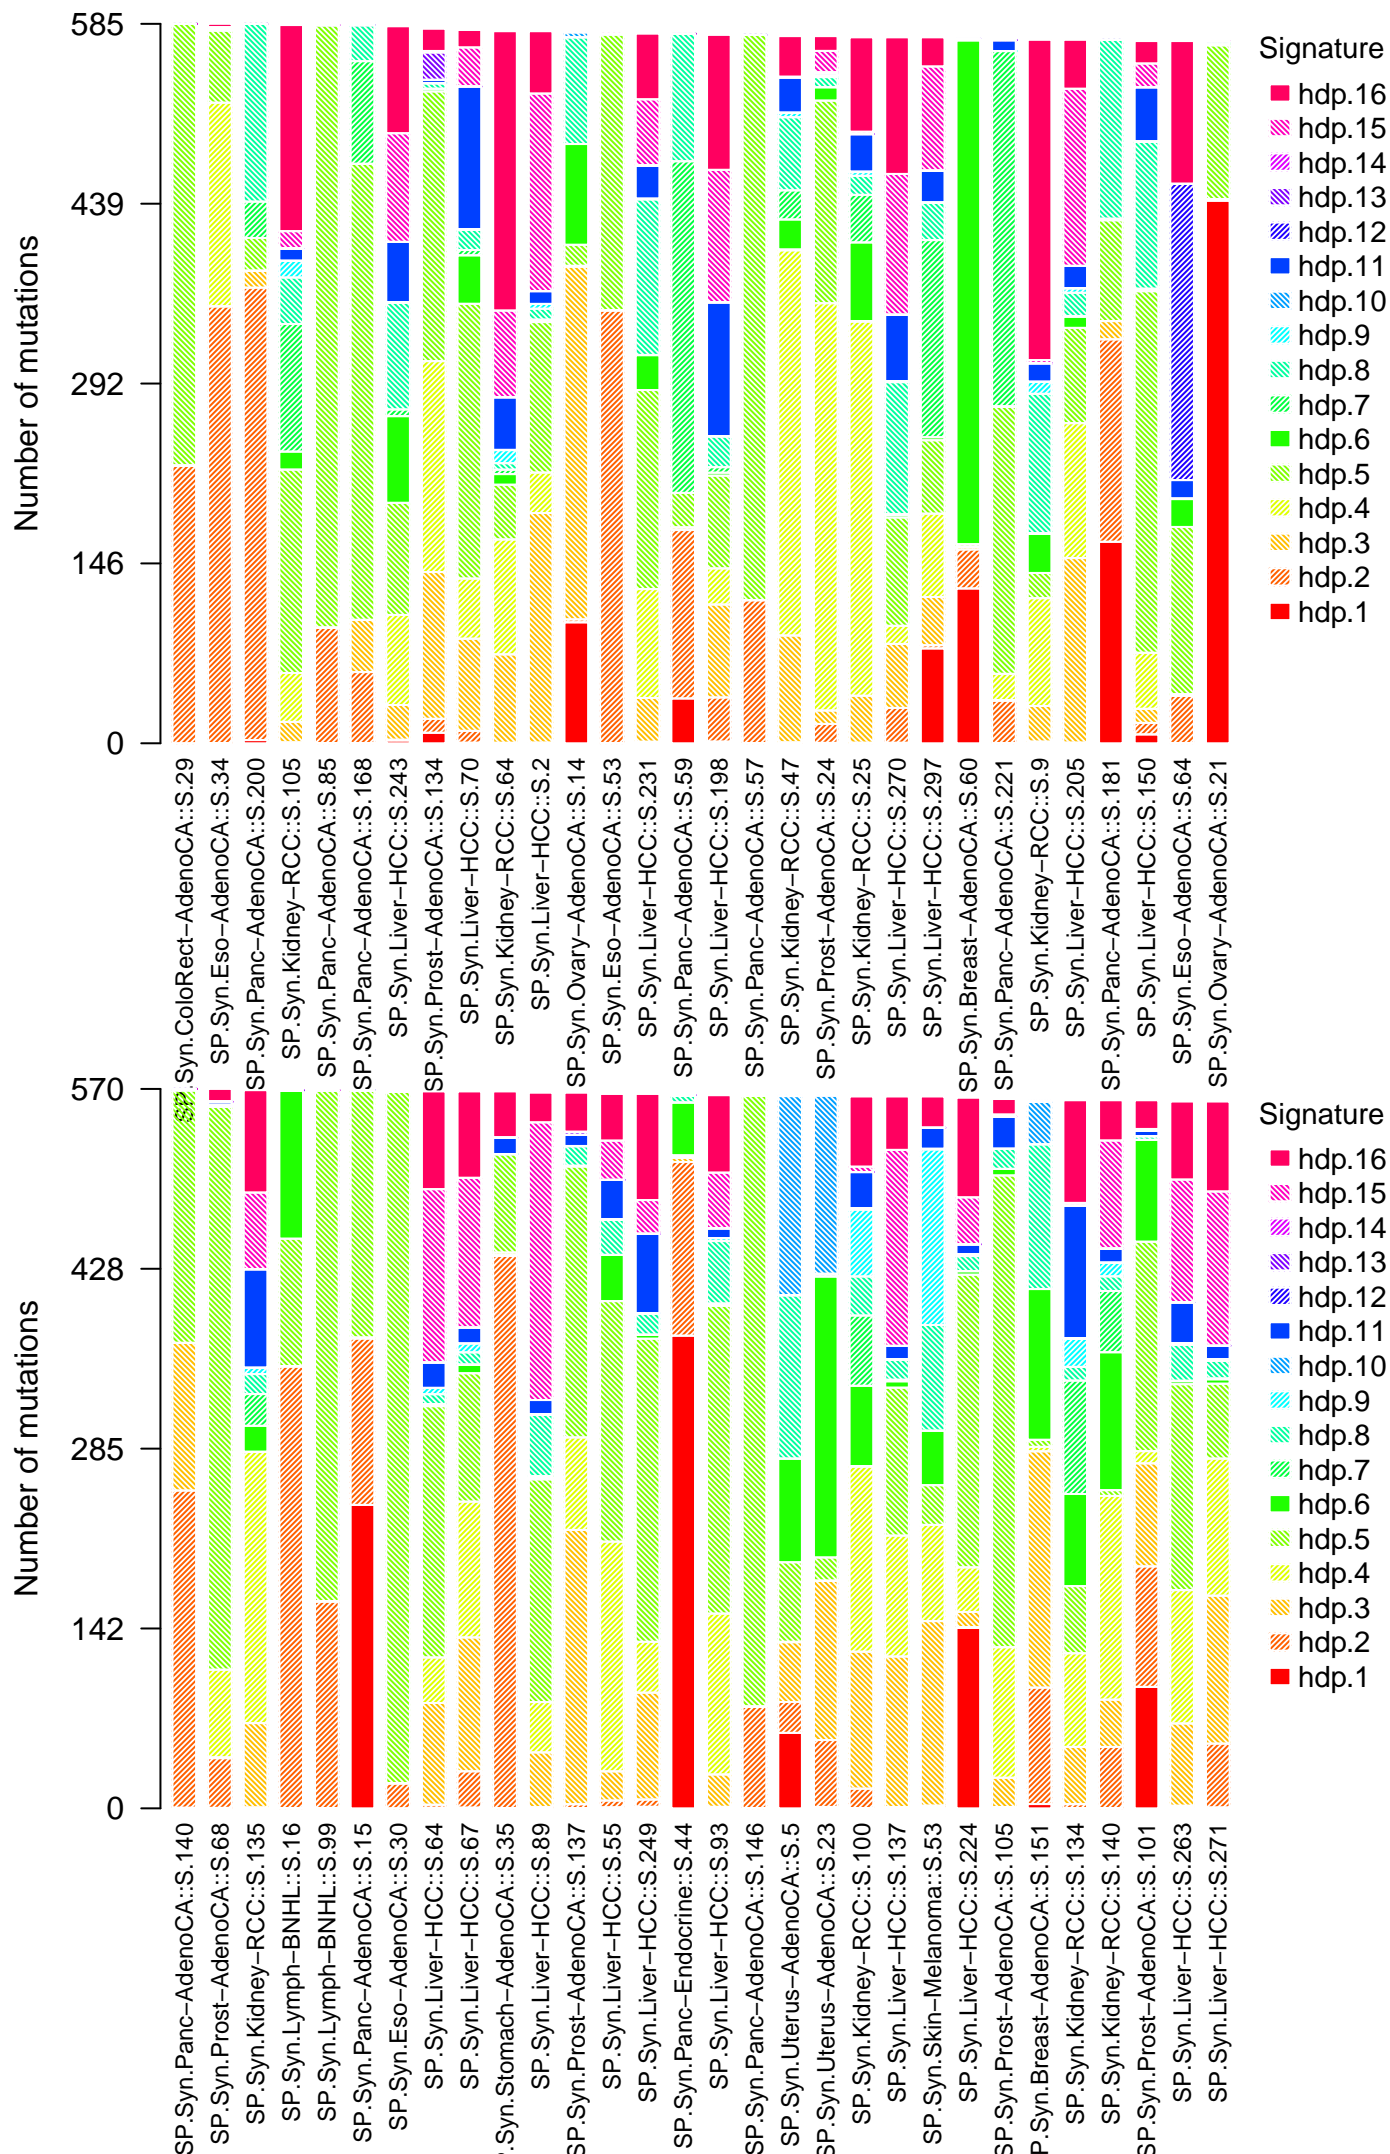 Number of mutations
585
439
292
146
0
SP.Syn.ColoRect−AdenoCA::S.29
SP.Syn.Eso−AdenoCA::S.34
SP.Syn.Panc−AdenoCA::S.200
SP.Syn.Kidney−RCC::S.105
SP.Syn.Panc−AdenoCA::S.85
SP.Syn.Panc−AdenoCA::S.168
SP.Syn.Liver−HCC::S.243
SP.Syn.Prost−AdenoCA::S.134
SP.Syn.Liver−HCC::S.70
SP.Syn.Kidney−RCC::S.64
SP.Syn.Liver−HCC::S.2
SP.Syn.Ovary−AdenoCA::S.14
SP.Syn.Eso−AdenoCA::S.53
SP.Syn.Liver−HCC::S.231
SP.Syn.Panc−AdenoCA::S.59
SP.Syn.Liver−HCC::S.198
SP.Syn.Panc−AdenoCA::S.57
SP.Syn.Kidney−RCC::S.47
SP.Syn.Prost−AdenoCA::S.24
SP.Syn.Kidney−RCC::S.25
SP.Syn.Liver−HCC::S.270
SP.Syn.Liver−HCC::S.297
SP.Syn.Breast−AdenoCA::S.60
SP.Syn.Panc−AdenoCA::S.221
SP.Syn.Kidney−RCC::S.9
SP.Syn.Liver−HCC::S.205
SP.Syn.Panc−AdenoCA::S.181
SP.Syn.Liver−HCC::S.150
SP.Syn.Eso−AdenoCA::S.64
SP.Syn.Ovary−AdenoCA::S.21
Signature
hdp.16
hdp.15
hdp.14
hdp.13
hdp.12
hdp.11
hdp.10
hdp.9
hdp.8
hdp.7
hdp.6
hdp.5
hdp.4
hdp.3
hdp.2
hdp.1
Number of mutations
570
428
285
142
0
SP.Syn.Panc−AdenoCA::S.140
SP.Syn.Prost−AdenoCA::S.68
SP.Syn.Kidney−RCC::S.135
SP.Syn.Lymph−BNHL::S.16
SP.Syn.Lymph−BNHL::S.99
SP.Syn.Panc−AdenoCA::S.15
SP.Syn.Eso−AdenoCA::S.30
SP.Syn.Liver−HCC::S.64
SP.Syn.Liver−HCC::S.67
.Syn.Stomach−AdenoCA::S.35
SP.Syn.Liver−HCC::S.89
SP.Syn.Prost−AdenoCA::S.137
SP.Syn.Liver−HCC::S.55
SP.Syn.Liver−HCC::S.249
SP.Syn.Panc−Endocrine::S.44
SP.Syn.Liver−HCC::S.93
SP.Syn.Panc−AdenoCA::S.146
SP.Syn.Uterus−AdenoCA::S.5
SP.Syn.Uterus−AdenoCA::S.23
SP.Syn.Kidney−RCC::S.100
SP.Syn.Liver−HCC::S.137
SP.Syn.Skin−Melanoma::S.53
SP.Syn.Liver−HCC::S.224
SP.Syn.Prost−AdenoCA::S.105
SP.Syn.Breast−AdenoCA::S.151
SP.Syn.Kidney−RCC::S.134
SP.Syn.Kidney−RCC::S.140
SP.Syn.Prost−AdenoCA::S.101
SP.Syn.Liver−HCC::S.263
SP.Syn.Liver−HCC::S.271
Signature
hdp.16
hdp.15
hdp.14
hdp.13
hdp.12
hdp.11
hdp.10
hdp.9
hdp.8
hdp.7
hdp.6
hdp.5
hdp.4
hdp.3
hdp.2
hdp.1